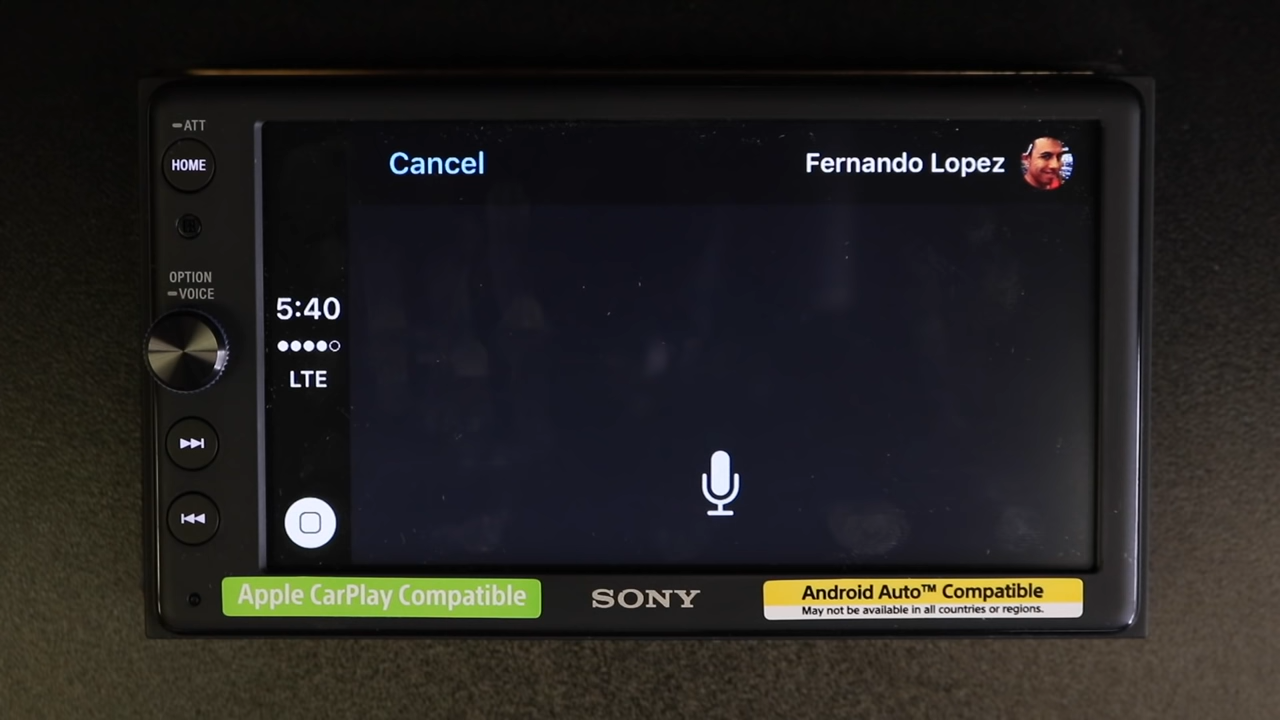 ATT
HOME
OPTION
VOICE
Cancel
Fernando Lopez
5:40
LTE
Apple CarPlay Compatible
SONY
Android Auto™ Compatible
May not be available in all countries or regions.